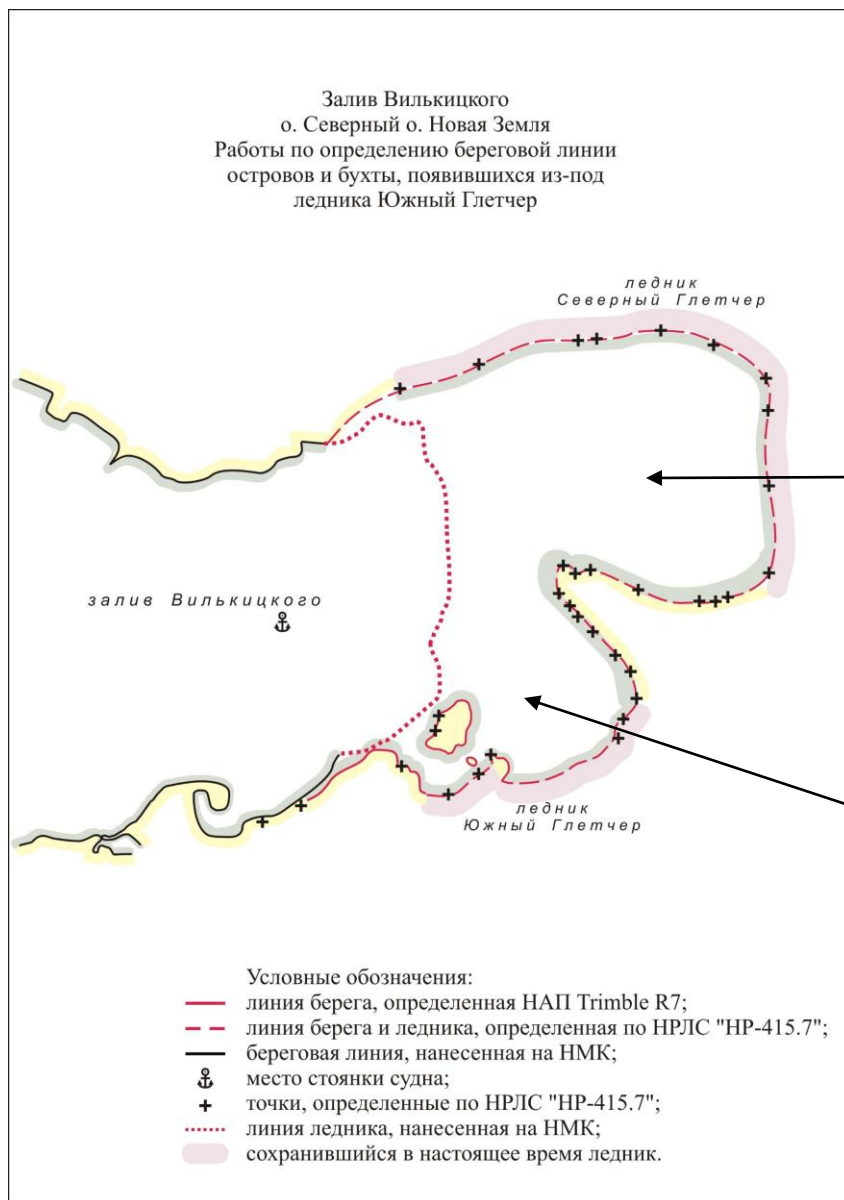 Залив Вилькицкого
о. Северный о. Новая Земля
Работы по определению береговой линии
островов и бухты, появившихся из-под
ледника Южный Глетчер
ледник
Северный Глетчер
залив Вилькицкого
ледник
Южный Глетчер
Условные обозначения:
линия берега, определенная НАП Trimble R7;
линия берега и ледника, определенная по НРЛС "НР-415.7";
береговая линия, нанесенная на НМК;
место стоянки судна;
точки, определенные по НРЛС "НР-415.7";
линия ледника, нанесенная на НМК;
сохранившийся в настоящее время ледник.